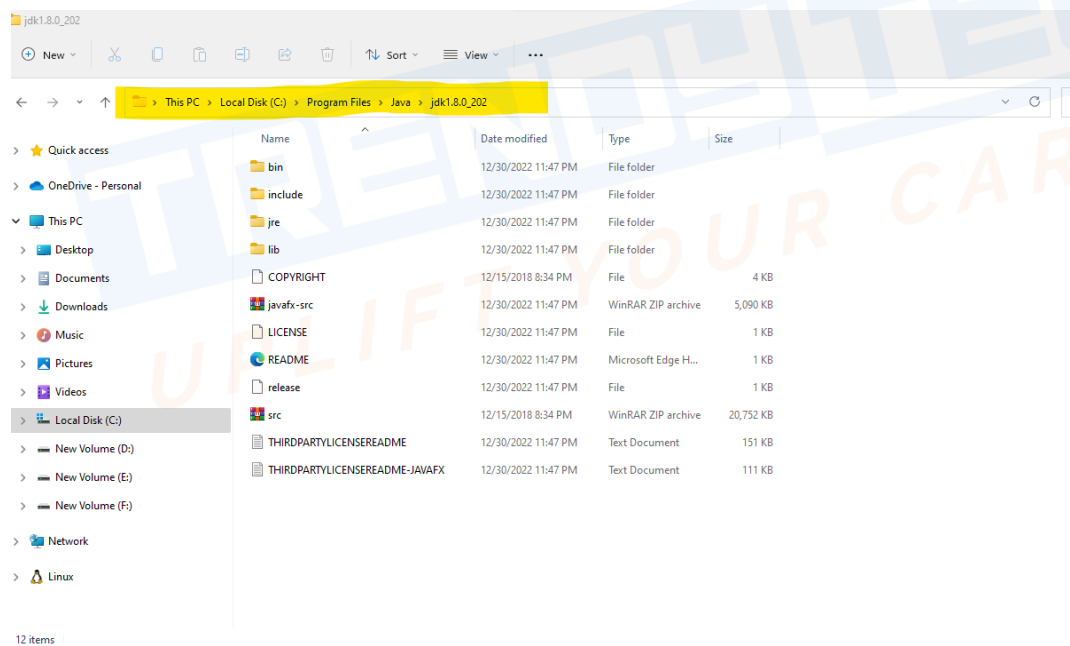 jdk1.8.0_202
New Sort View ...
This PC > Local Disk (C:) > Program Files > Java > jdk1.8.0_202
Name Date modified Type Size
Quick access
OneDrive - Personal
This PC
Desktop
Documents
Downloads
Music
Pictures
Videos
Local Disk (C:)
New Volume (D:)
New Volume (E:)
New Volume (F:)
Network
Linux
bin 12/30/2022 11:47 PM File folder
include 12/30/2022 11:47 PM File folder
jre 12/30/2022 11:47 PM File folder
lib 12/30/2022 11:47 PM File folder
COPYRIGHT 12/15/2018 8:34 PM File 4 KB
javafx-src 12/30/2022 11:47 PM WinRAR ZIP archive 5,090 KB
LICENSE 12/30/2022 11:47 PM File 1 KB
README 12/30/2022 11:47 PM Microsoft Edge H... 1 KB
release 12/30/2022 11:47 PM File 1 KB
src 12/15/2018 8:34 PM WinRAR ZIP archive 20,752 KB
THIRDPARTYLICENSEREADME 12/30/2022 11:47 PM Text Document 151 KB
THIRDPARTYLICENSEREADME-JAVAFX 12/30/2022 11:47 PM Text Document 111 KB
12 items
UPLIFT YOUR